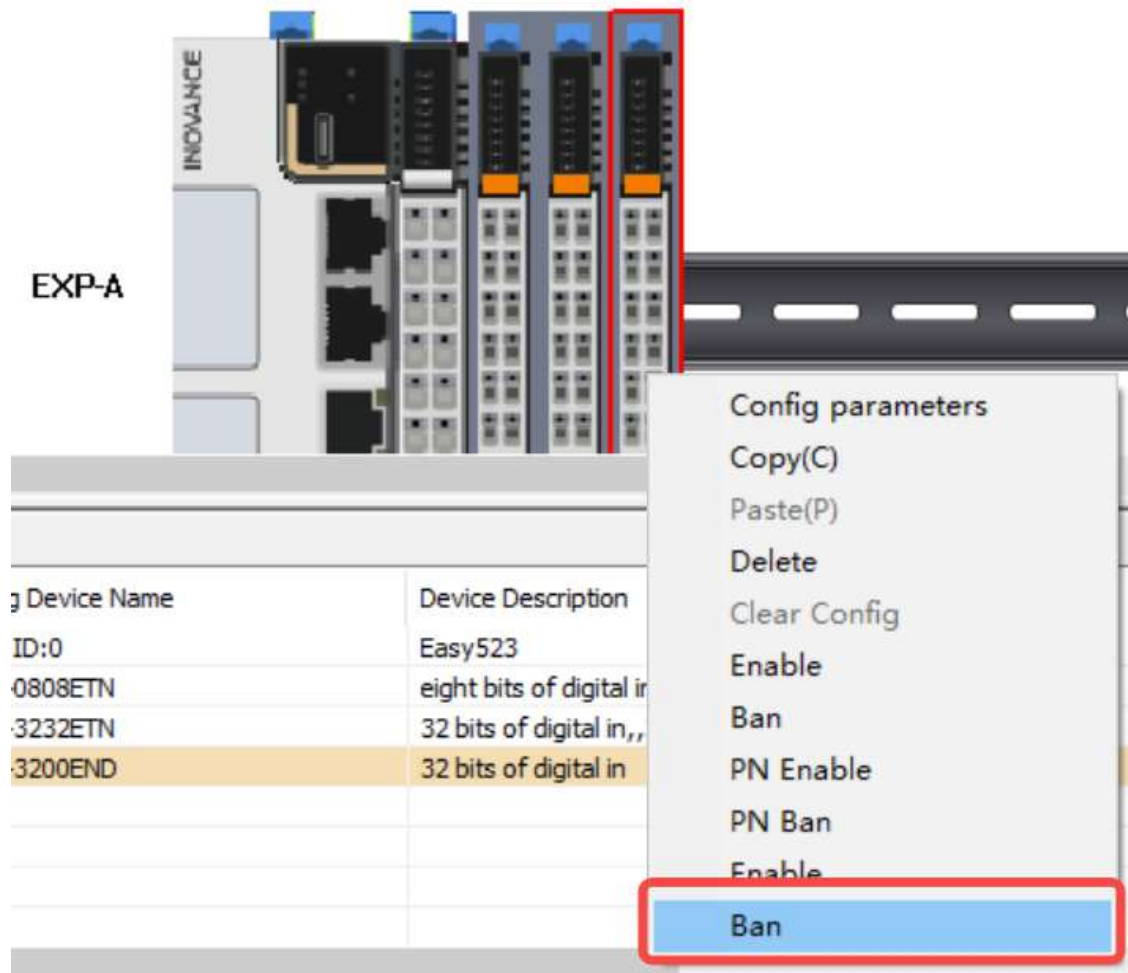 INOVANCE
EXP-A
Config parameters
Copy(C)
Paste(P)
Delete
Clear Config
Enable
Ban
PN Enable
PN Ban
Enable
Ban
Device Name Device Description
ID:0 Easy523
-0808ETN eight bits of digital
-3232ETN 32 bits of digital in,,
-3200END 32 bits of digital in